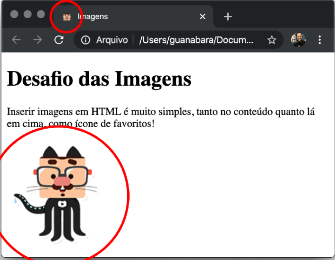 Imagens
Arquivo | /Users/guanabara/Docum...
Desafio das Imagens
Inserir imagens em HTML é muito simples, tanto no conteúdo quanto lá
em cima, como ícone de favoritos!